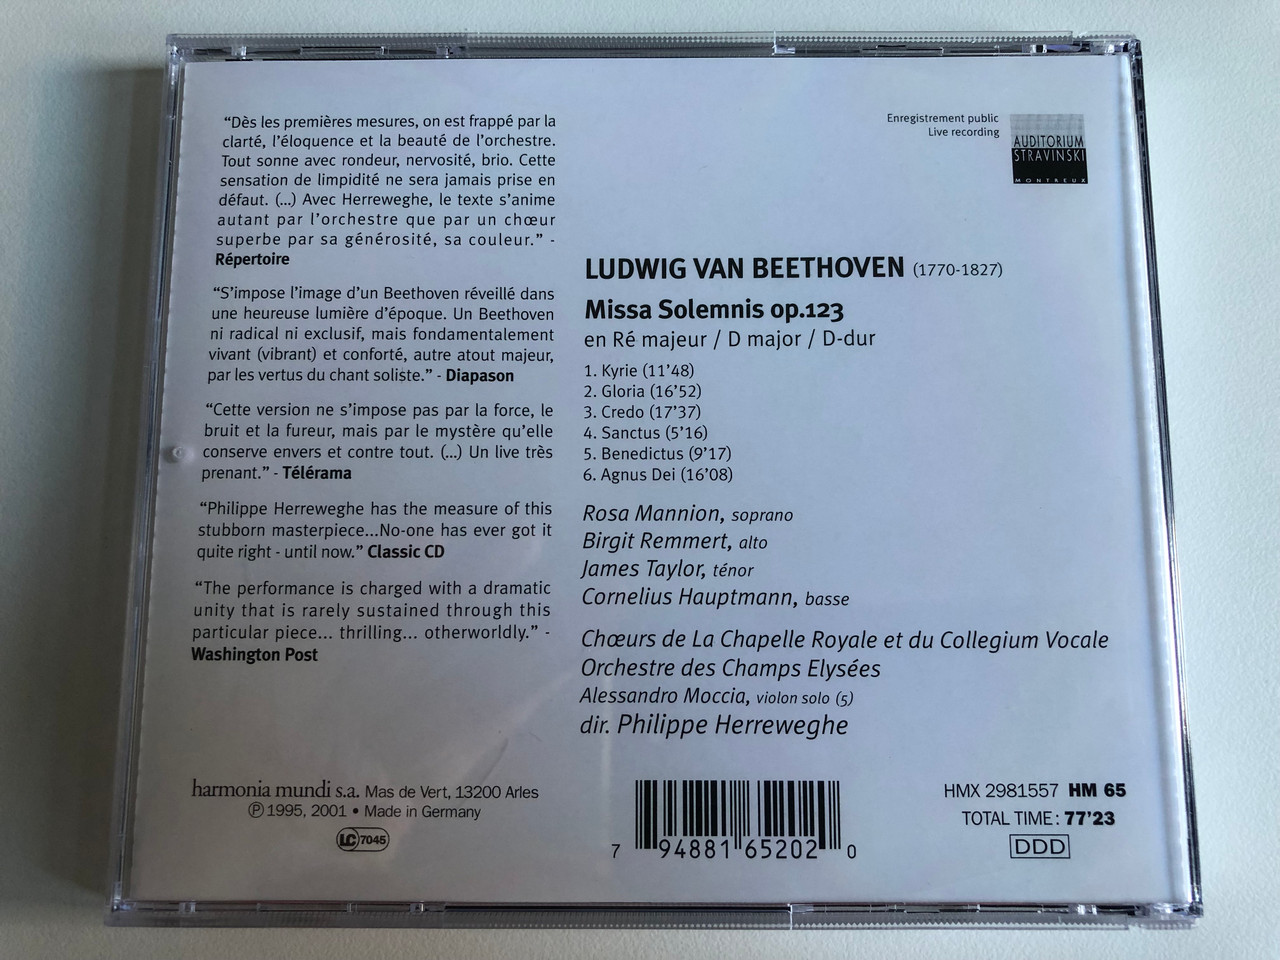 “Dès les premières mesures, on est frappé par la
clarté, l’éloquence et la beauté de l’orchestre.
Tout sonne avec rondeur, nervosité, brio. Cette
sensation de limpidité ne sera jamais prise en
défaut. (...) Avec Herreweghe, le texte s’anime
autant par l’orchestre que par un chœur
superbe par sa générosité, sa couleur.” -
Répertoire
“S’impose l’image d’un Beethoven réveillé dans
une heureuse lumière d’époque. Un Beethoven
ni radical ni exclusif, mais fondamentalement
vivant (vibrant) et conforté, autre atout majeur,
par les vertus du chant soliste.” - Diapason
“Cette version ne s’impose pas par la force, le
bruit et la fureur, mais par le mystère qu’elle
conserve envers et contre tout. (...) Un live très
prenant.” - Télérama
“Philippe Herreweghe has the measure of this
stubborn masterpiece...No-one has ever got it
quite right - until now.” Classic CD
“The performance is charged with a dramatic
unity that is rarely sustained through this
particular piece... thrilling... otherworldly.” -
Washington Post
Enregistrement public
Live recording
AUDITORIUM
STRAVINSKI
MONTREUX
LUDWIG VAN BEETHOVEN (1770-1827)
Missa Solemnis op.123
en Ré majeur / D major / D-dur
1. Kyrie (11’48)
2. Gloria (16’52)
3. Credo (17’37)
4. Sanctus (5’16)
5. Benedictus (9’17)
6. Agnus Dei (16’08)
Rosa Mannion, soprano
Birgit Remmert, alto
James Taylor, ténor
Cornelius Hauptmann, basse
Chœurs de La Chapelle Royale et du Collegium Vocale
Orchestre des Champs Elysées
Alessandro Moccia, violon solo (5)
dir. Philippe Herreweghe
harmonia mundi s.a. Mas de Vert, 13200 Arles
℗ 1995, 2001 • Made in Germany
LC 7045
7 94881 65202 0
HMX 2981557 HM 65
TOTAL TIME : 77’23
DDD